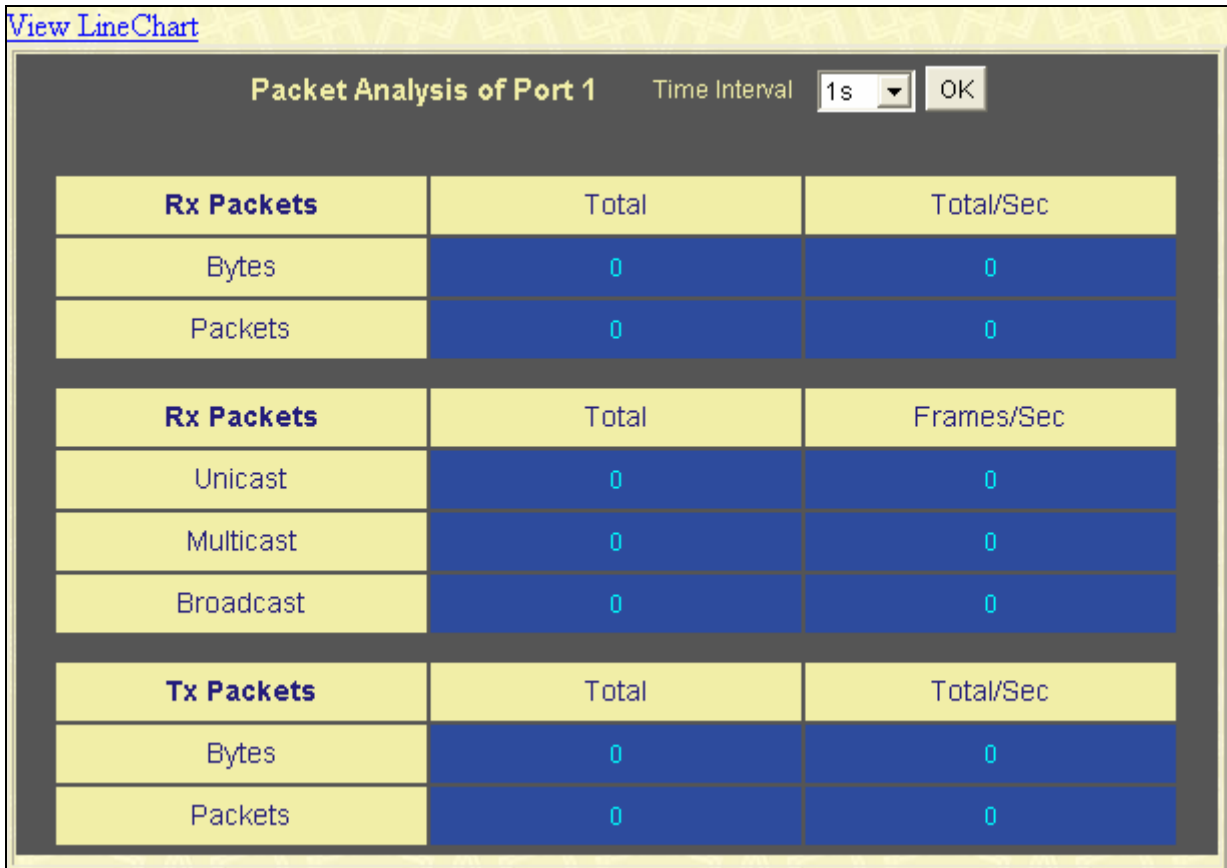 View LineChart
Packet Analysis of Port 1 Time Interval 1s OK
Rx Packets Total Total/Sec
Bytes 0 0
Packets 0 0
Rx Packets Total Frames/Sec
Unicast 0 0
Multicast 0 0
Broadcast 0 0
Tx Packets Total Total/Sec
Bytes 0 0
Packets 0 0